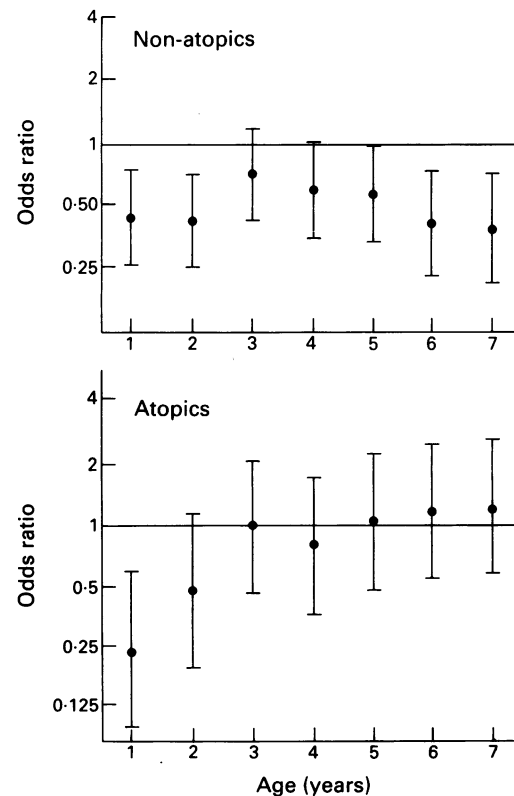 Non-atopics
Odds ratio
4
2
1
0·50
0·25
1 2 3 4 5 6 7
Atopics
Odds ratio
4
2
1
0·5
0·25
0·125
1 2 3 4 5 6 7
Age (years)